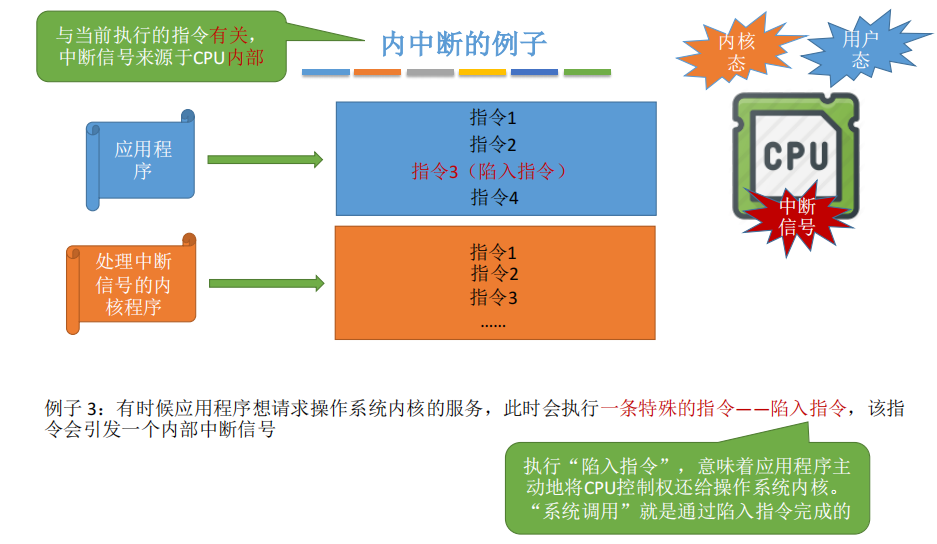 与当前执行的指令有关，
中断信号来源于CPU内部
内中断的例子
内核
态
用户
态
应用程
序
指令1
指令2
指令3（陷入指令）
指令4
CPU
中断
信号
处理中断
信号的内
核程序
指令1
指令2
指令3
……
例子 3：有时候应用程序想请求操作系统内核的服务，此时会执行一条特殊的指令——陷入指令，该指
令会引发一个内部中断信号
执行“陷入指令”，意味着应用程序主
动地将CPU控制权还给操作系统内核。
“系统调用”就是通过陷入指令完成的